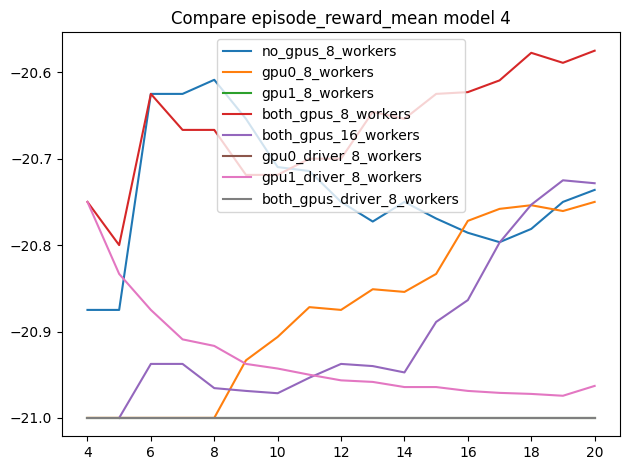 Compare episode_reward_mean model 4
no_gpus_8_workers
gpu0_8_workers
gpu1_8_workers
both_gpus_8_workers
both_gpus_16_workers
gpu0_driver_8_workers
gpu1_driver_8_workers
both_gpus_driver_8_workers
−20.6
−20.7
−20.8
−20.9
−21.0
4 6 8 10 12 14 16 18 20